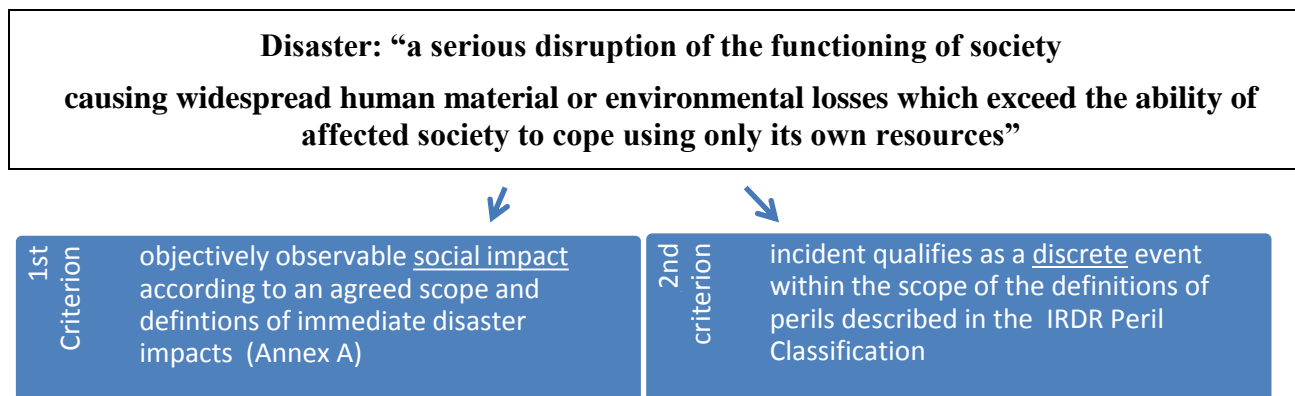 Disaster: “a serious disruption of the functioning of society
causing widespread human material or environmental losses which exceed the ability of
affected society to cope using only its own resources”
1st
Criterion
objectively observable social impact
according to an agreed scope and
defintions of immediate disaster
impacts (Annex A)
2nd
criterion
incident qualifies as a discrete event
within the scope of the definitions of
perils described in the IRDR Peril
Classification